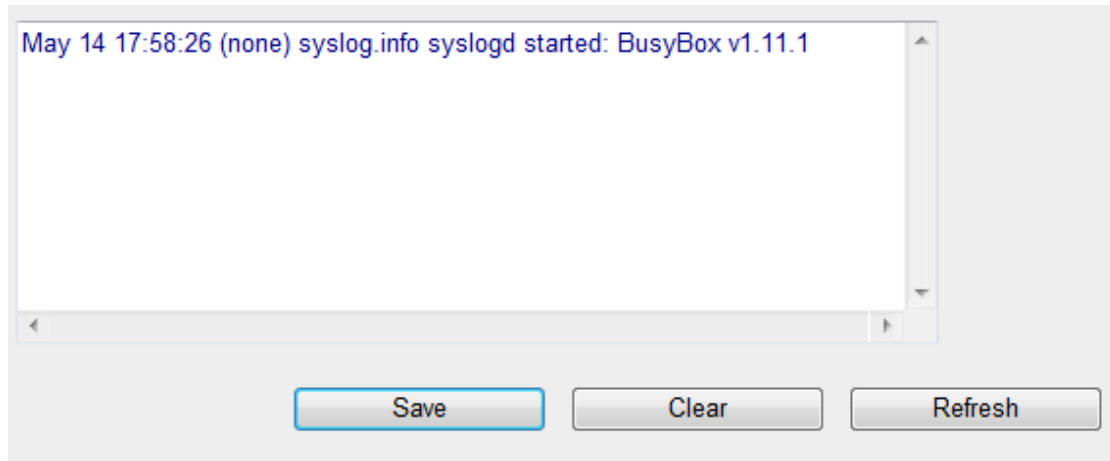 May 14 17:58:26 (none) syslog.info syslogd started: BusyBox v1.11.1
Save Clear Refresh